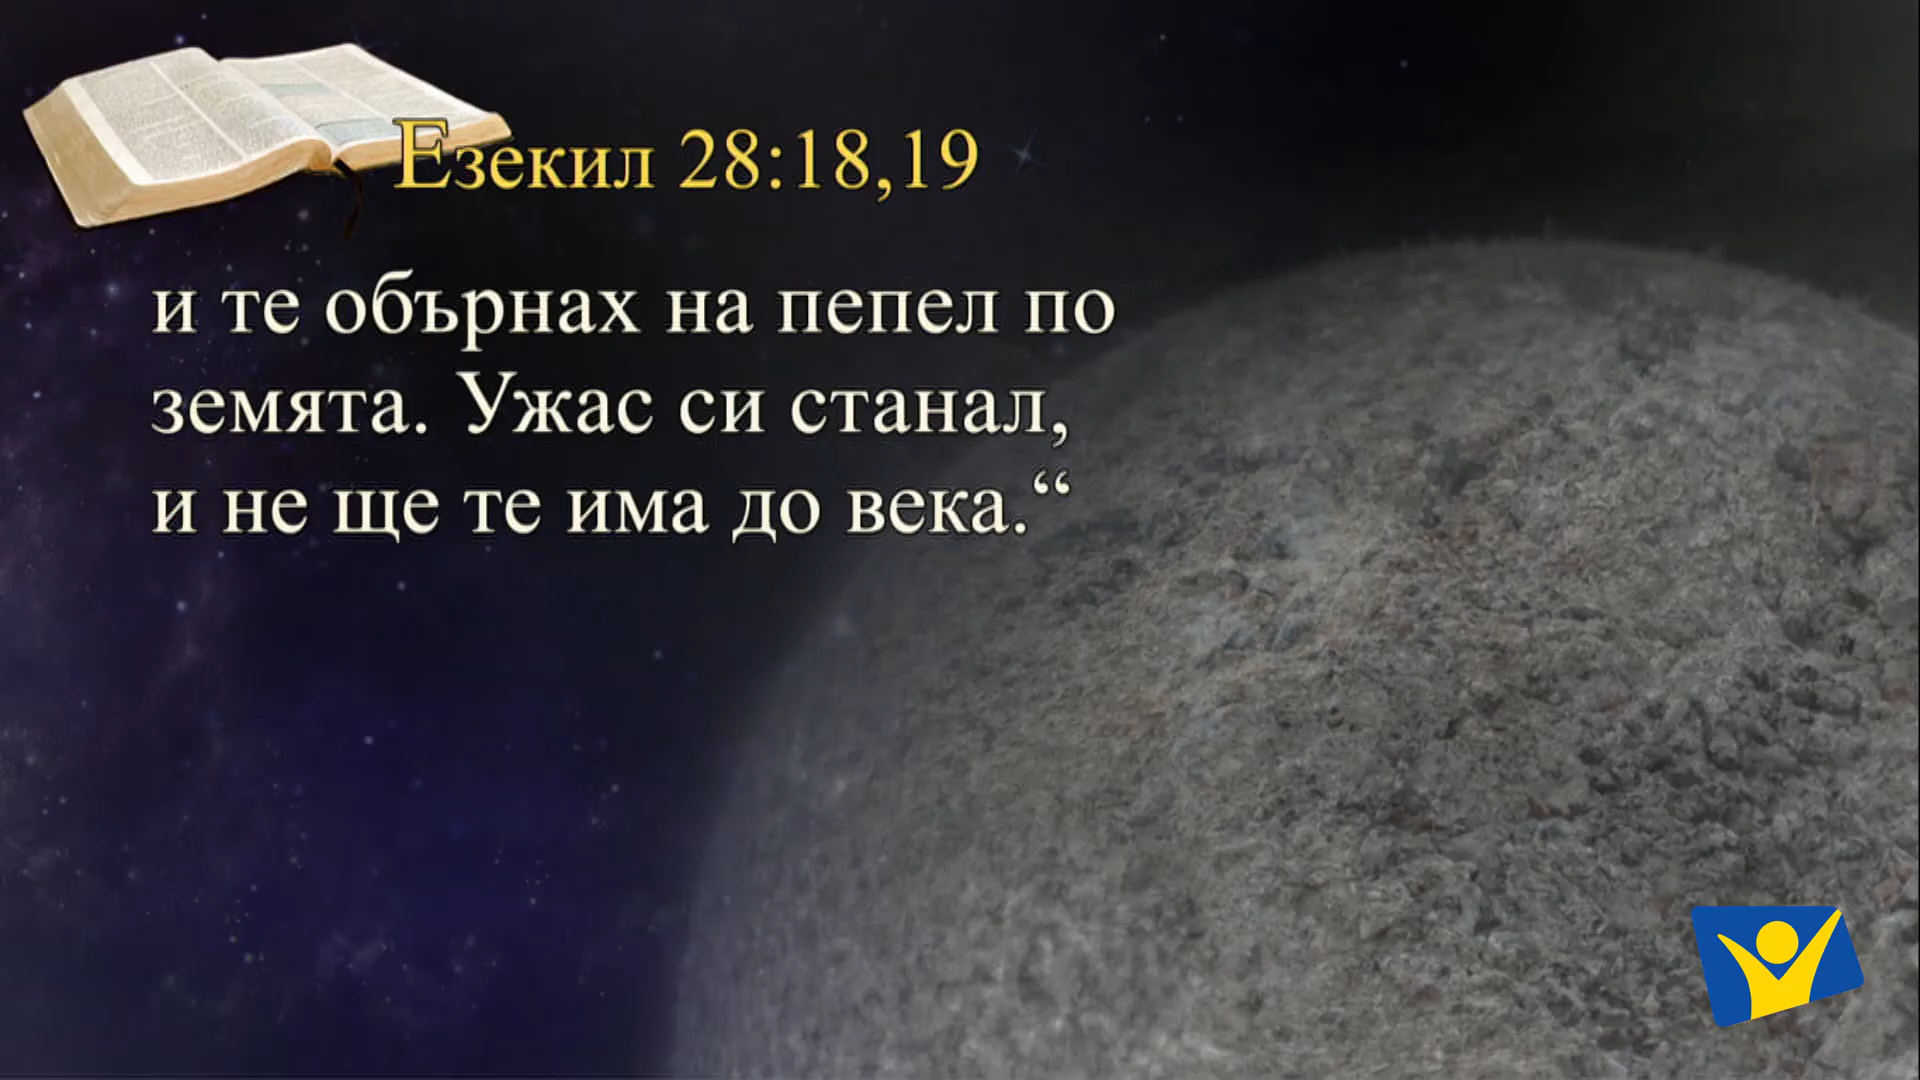 Езекил 28:18,19
и те обърнах на пепел по
земята. Ужас си станал,
и не ще те има до века.“